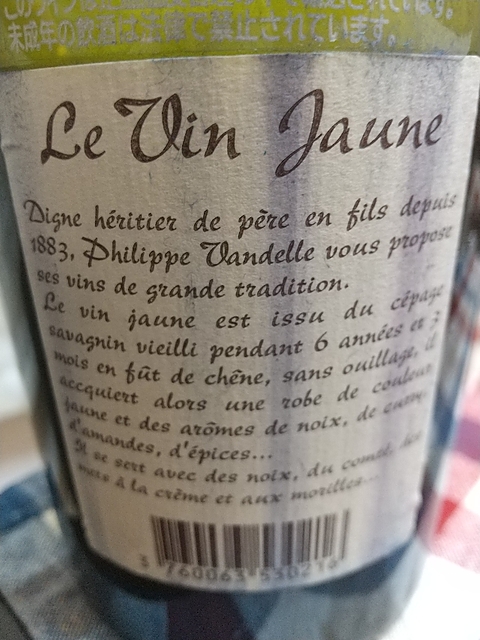 未成年の飲酒は法律で禁止されています。
Le Vin Jaune
Digne héritier de père en fils depuis
1883, Philippe Vandelle vous propose
ses vins de grande tradition.
Le vin jaune est issu du cépage
savagnin vieilli pendant 6 années et 3
mois en fût de chêne, sans ouillage, il
accquiert alors une robe de couleur
jaune et des arômes de noix, de curry,
d'amandes, d'épices...
Il se sert avec des noix, du comté, des
mets à la crème et aux morilles...
3 760063 550216